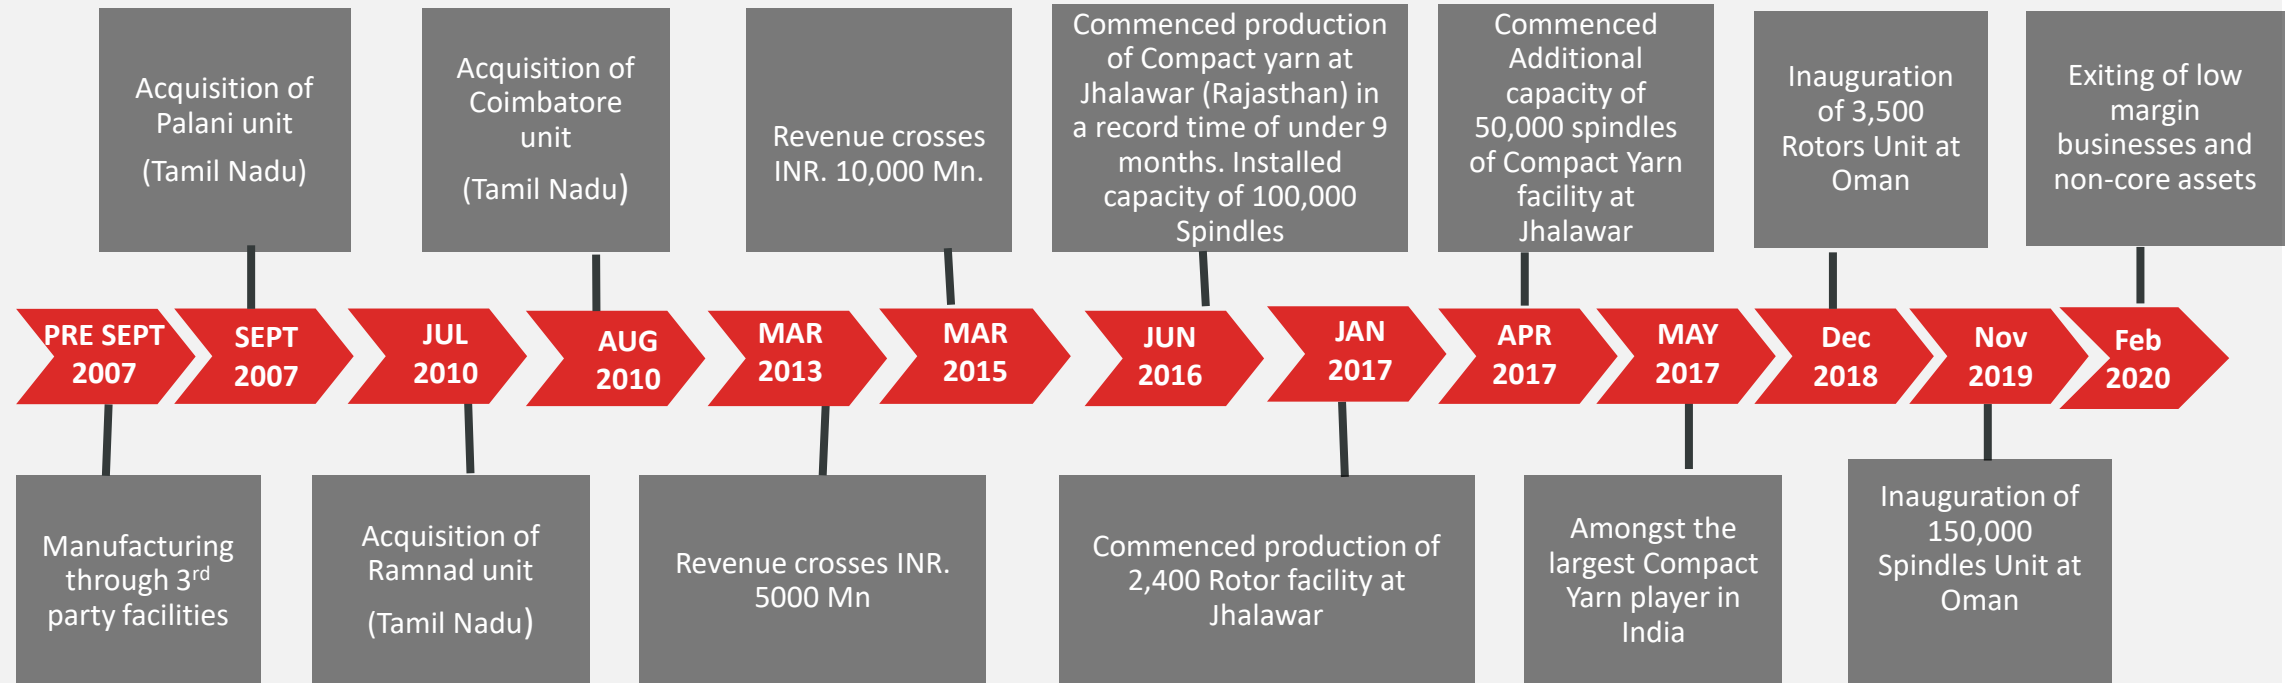 Acquisition of
Palani unit
(Tamil Nadu)
Acquisition of
Coimbatore
unit
(Tamil Nadu)
Revenue crosses
INR. 10,000 Mn.
Commenced production
of Compact yarn at
Jhalawar (Rajasthan) in
a record time of under 9
months. Installed
capacity of 100,000
Spindles
Commenced
Additional
capacity of
50,000 spindles
of Compact Yarn
facility at
Jhalawar
Inauguration
of 3,500
Rotors Unit at
Oman
Exiting of low
margin
businesses and
non-core assets
PRE SEPT
2007
SEPT
2007
JUL
2010
AUG
2010
MAR
2013
MAR
2015
JUN
2016
JAN
2017
APR
2017
MAY
2017
Dec
2018
Nov
2019
Feb
2020
Manufacturing
through 3rd
party facilities
Acquisition of
Ramnad unit
(Tamil Nadu)
Revenue crosses INR.
5000 Mn
Commenced production of
2,400 Rotor facility at
Jhalawar
Amongst the
largest Compact
Yarn player in
India
Inauguration of
150,000
Spindles Unit at
Oman